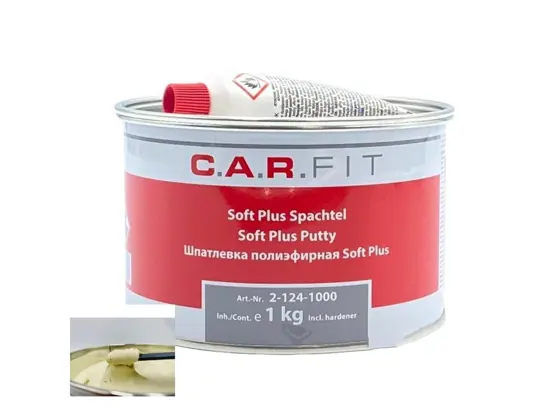 C.A.R.FIT
Soft Plus Spachtel
Soft Plus Putty
Шпатлевка полиэфирная Soft Plus
Art.-Nr. 2-124-1000
Inh./Cont. e 1 kg Incl. hardener